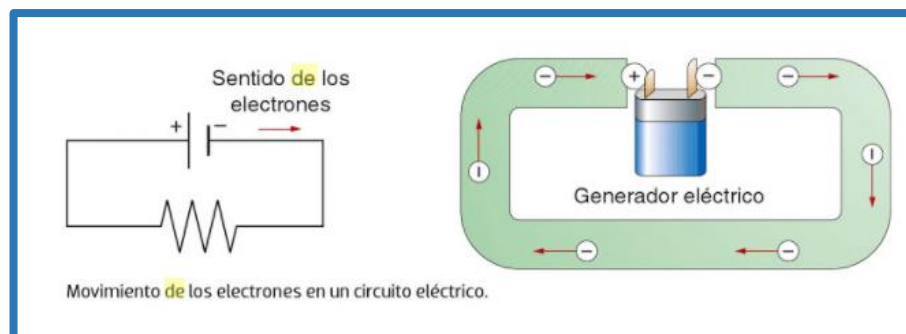 Sentido de los
electrones
+ −
Movimiento de los electrones en un circuito eléctrico.
− + − −
− −
Generador eléctrico
− −